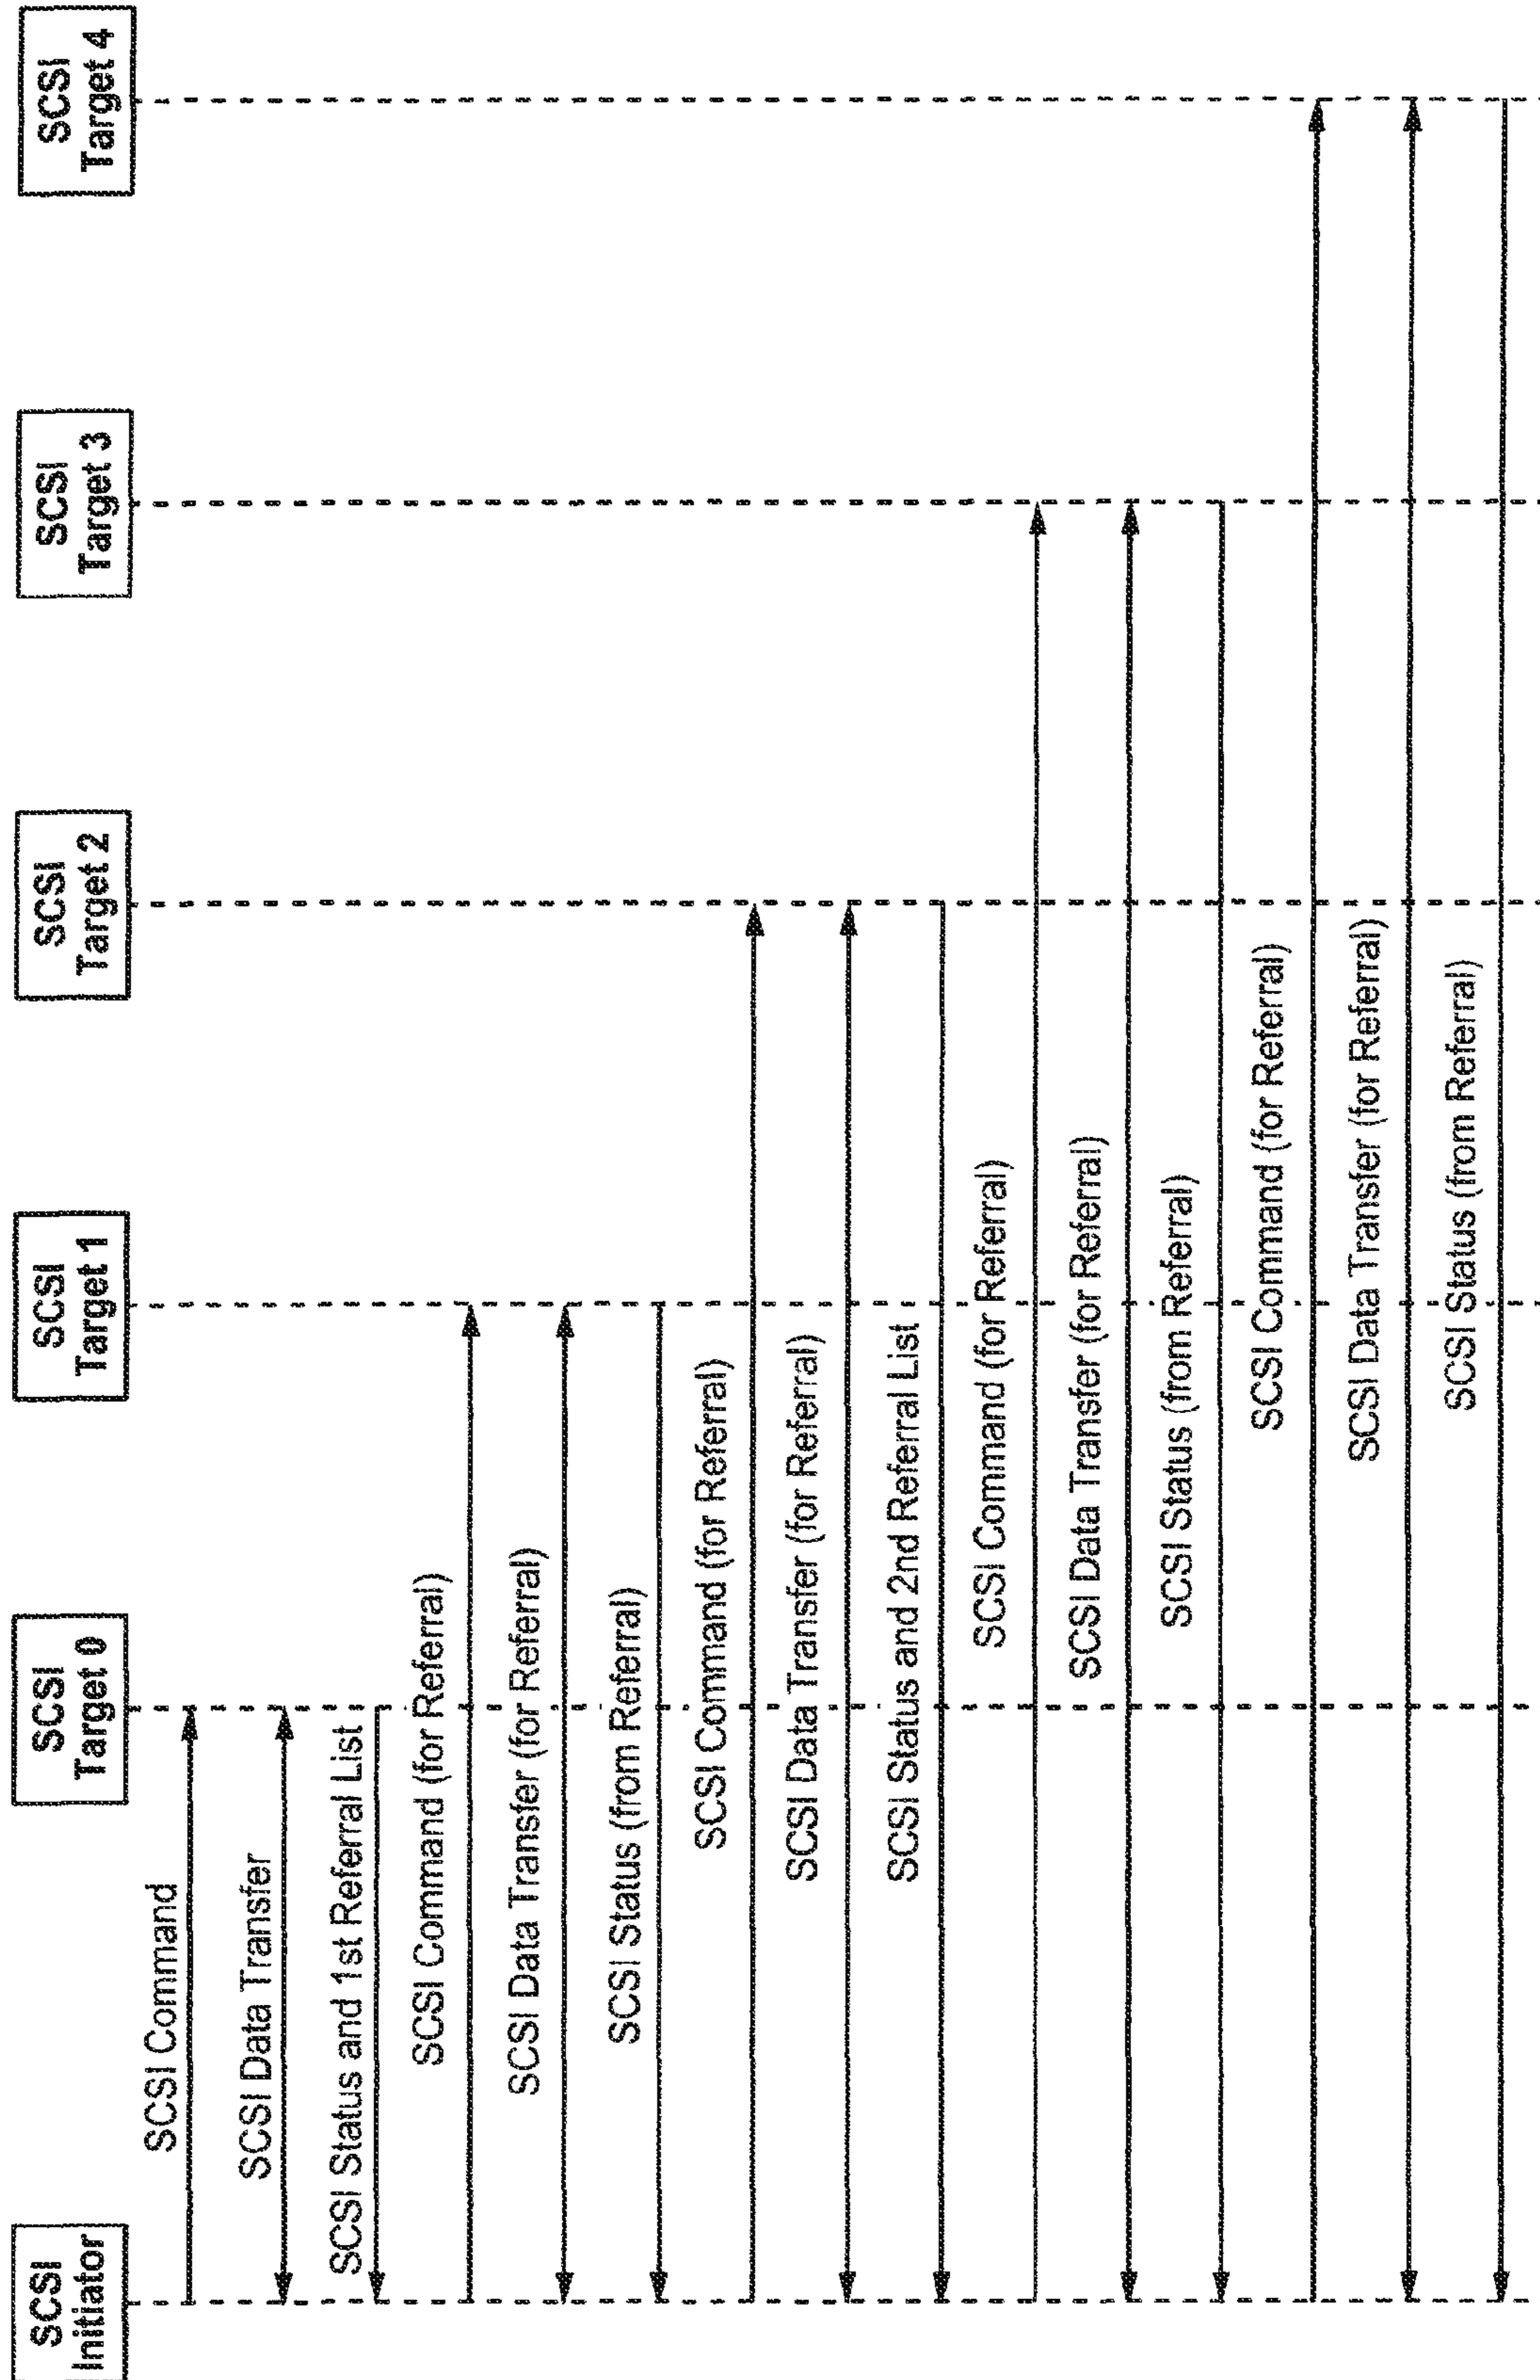 SCSI
Initiator
SCSI
Target 0
SCSI
Target 1
SCSI
Target 2
SCSI
Target 3
SCSI
Target 4
SCSI Command
SCSI Data Transfer
SCSI Status and 1st Referral List
SCSI Command (for Referral)
SCSI Data Transfer (for Referral)
SCSI Status (from Referral)
SCSI Command (for Referral)
SCSI Data Transfer (for Referral)
SCSI Status and 2nd Referral List
SCSI Command (for Referral)
SCSI Data Transfer (for Referral)
SCSI Status (from Referral)
SCSI Command (for Referral)
SCSI Data Transfer (for Referral)
SCSI Status (from Referral)